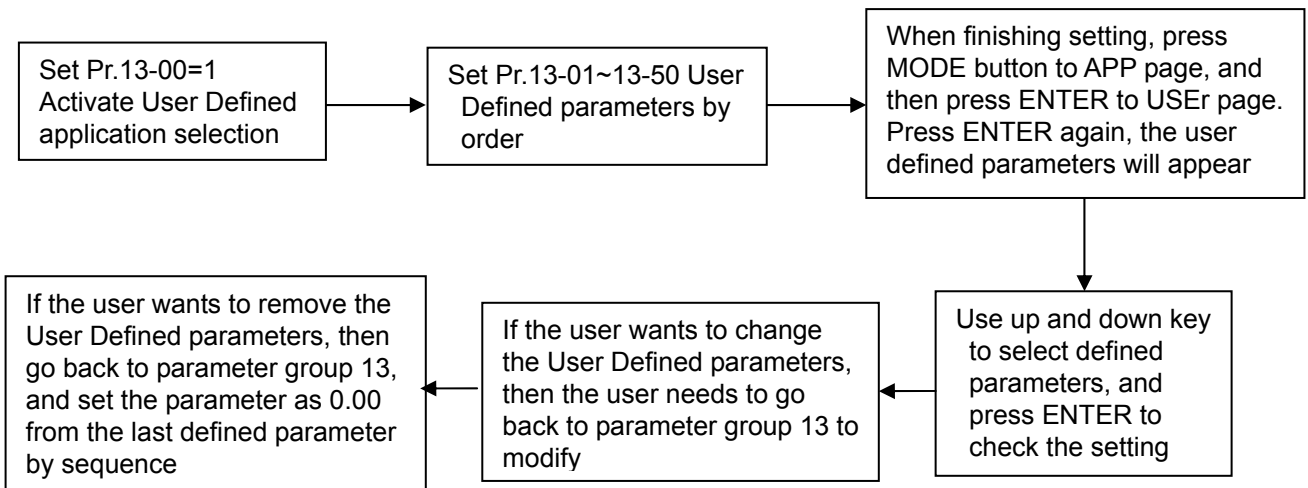 Set Pr.13-00=1
Activate User Defined
application selection
Set Pr.13-01~13-50 User
Defined parameters by
order
When finishing setting, press
MODE button to APP page, and
then press ENTER to USEr page.
Press ENTER again, the user
defined parameters will appear
Use up and down key
to select defined
parameters, and
press ENTER to
check the setting
If the user wants to change
the User Defined parameters,
then the user needs to go
back to parameter group 13 to
modify
If the user wants to remove the
User Defined parameters, then
go back to parameter group 13,
and set the parameter as 0.00
from the last defined parameter
by sequence